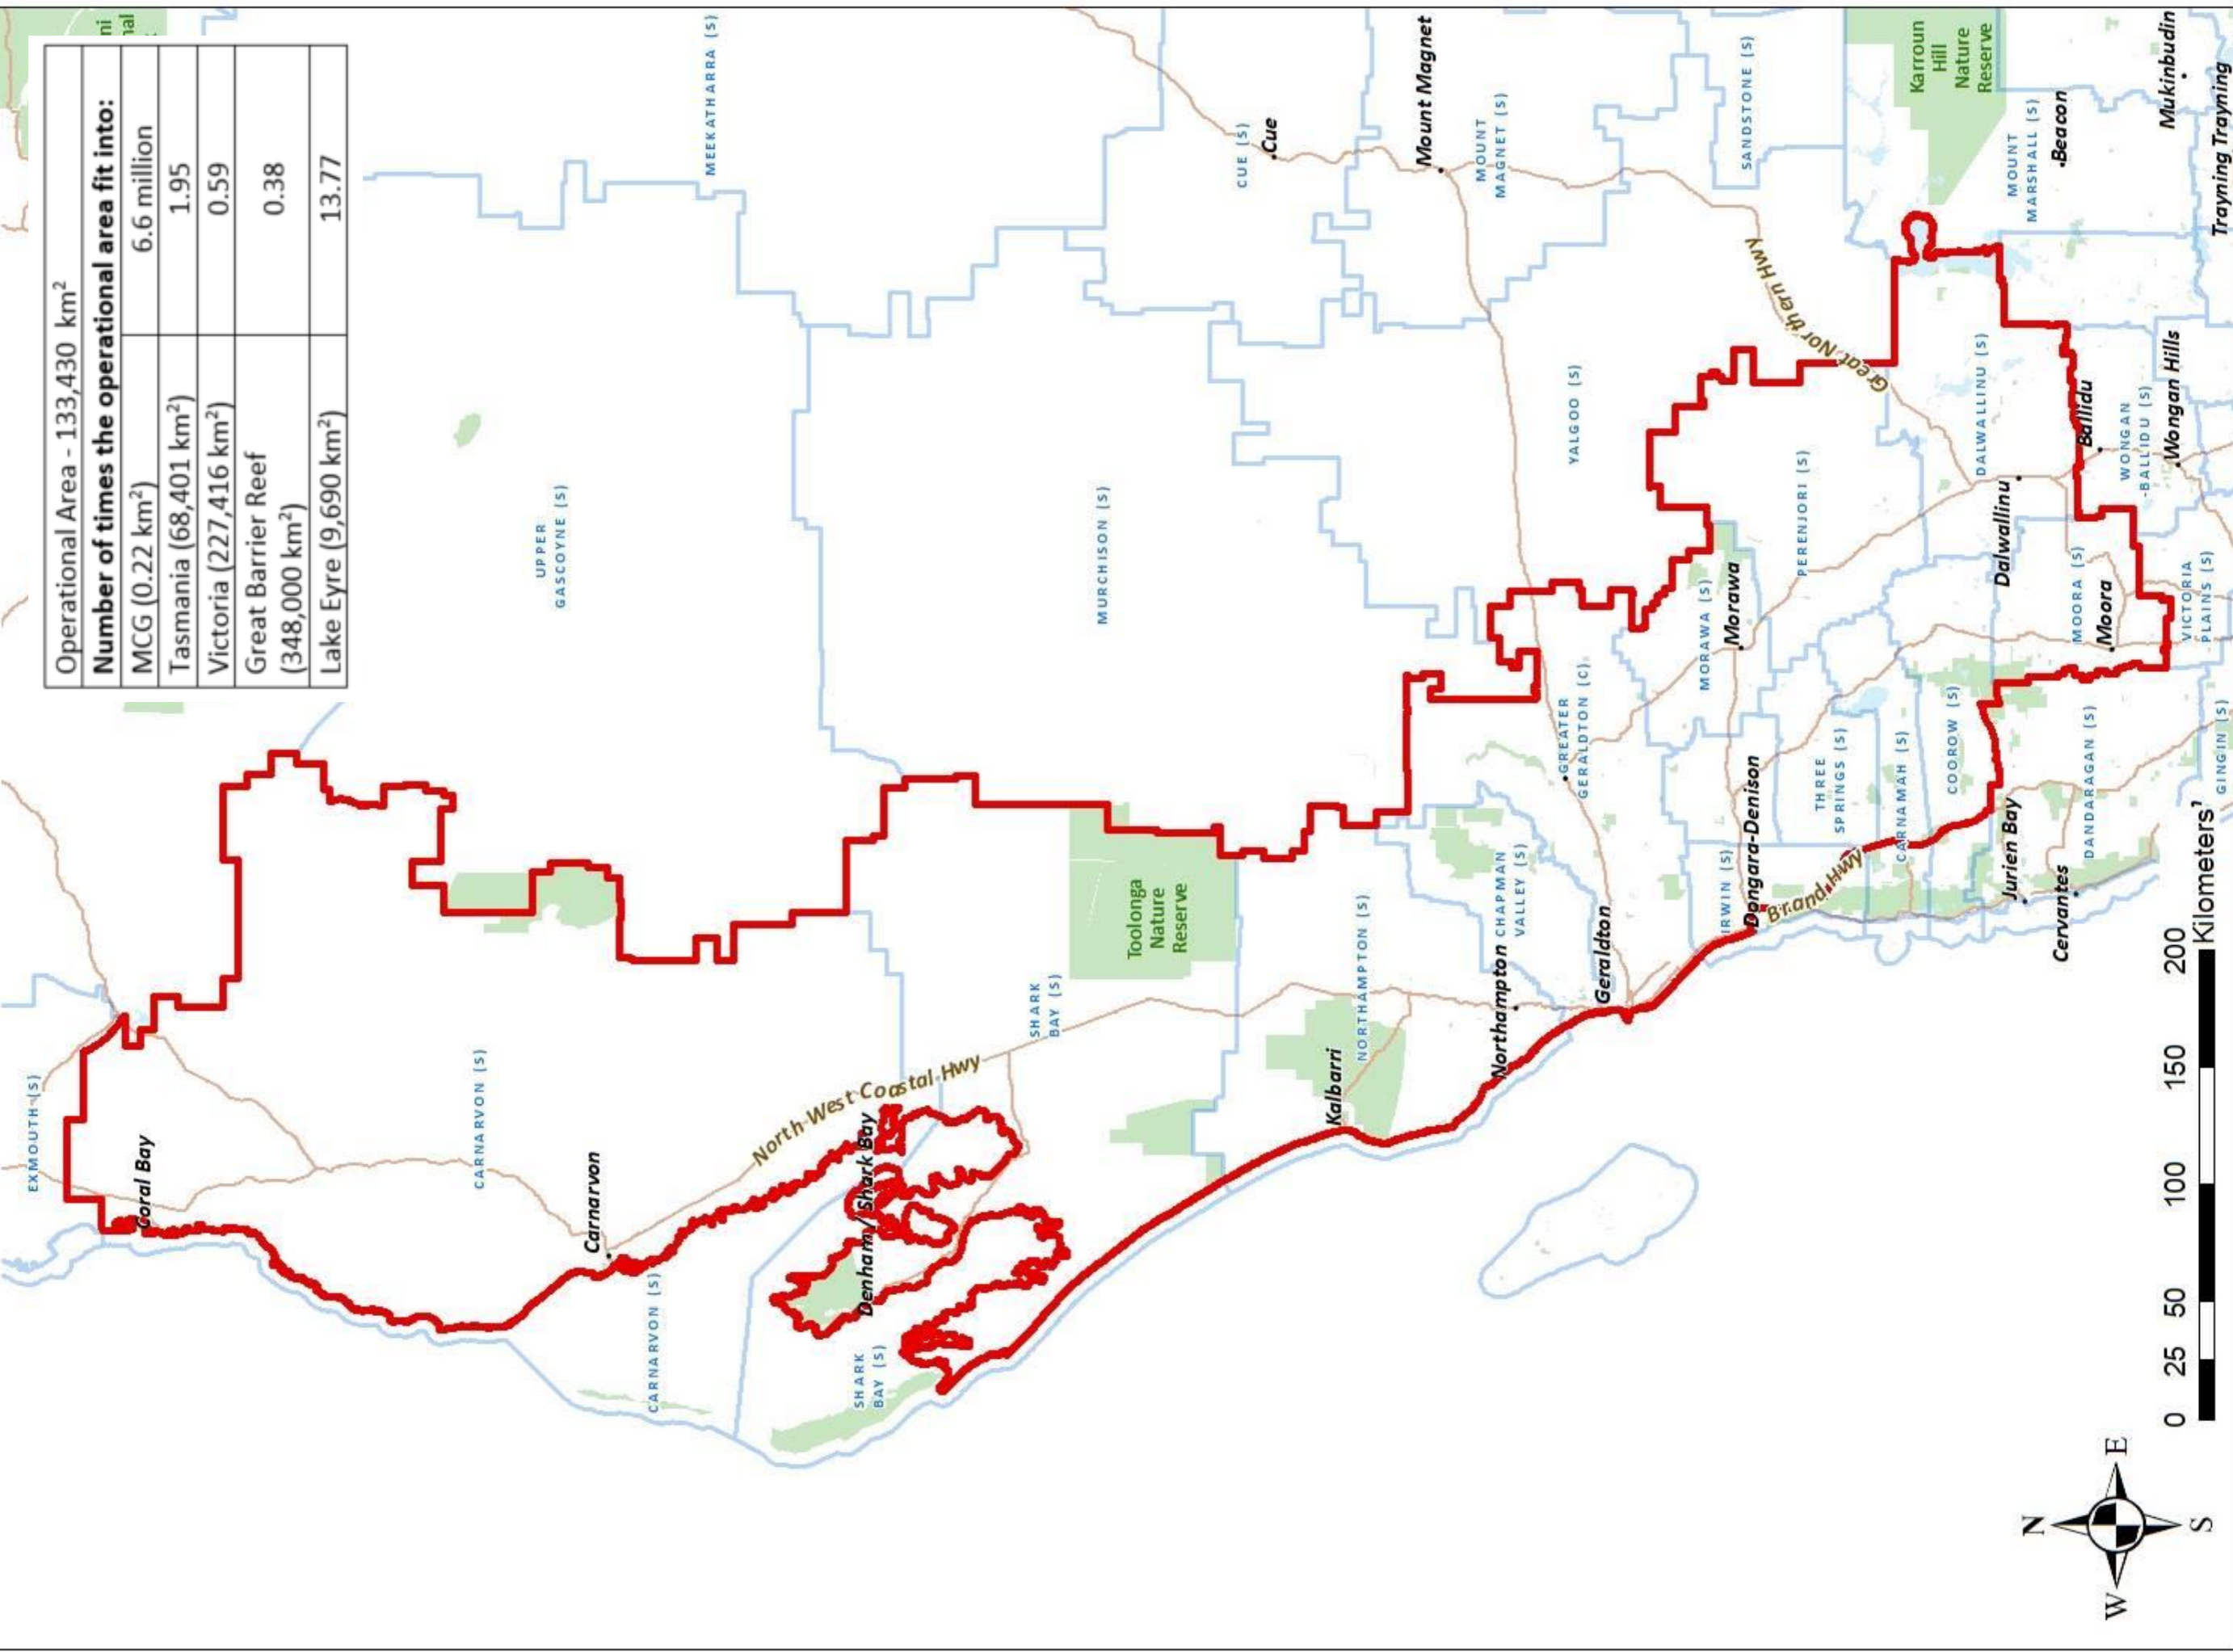 Operational Area - 133,430 km²
Number of times the operational area fit into:
MCG (0.22 km²) 6.6 million
Tasmania (68,401 km²) 1.95
Victoria (227,416 km²) 0.59
Great Barrier Reef
(348,000 km²) 0.38
Lake Eyre (9,690 km²) 13.77
ni
nal
EXMOUTH (S)
Coral Bay
CARNARVON (S)
Carnarvon
CARNARVON (S)
UPPER
GASCOYNE (S)
MEEKATHARRA (S)
North West Coastal Hwy
Denham / Shark Bay
SHARK
BAY (S)
SHARK
BAY (S)
Toolonga
Nature
Reserve
MURCHISON (S)
CUE (S)
Cue
Kalbarri
NORTHAMPTON (S)
Mount Magnet
MOUNT
MAGNET (S)
Northampton
CHAPMAN
VALLEY (S)
GREATER
GERALDTON (C)
YALGOO (S)
Geraldton
SANDSTONE (S)
Great Northern Hwy
MORAWA (S)
Morawa
IRWIN (S)
Dongara-Denison
Brand Hwy
PERENJORI (S)
THREE
SPRINGS (S)
CARNAMAH (S)
COOROW (S)
Karroun
Hill
Nature
Reserve
DALWALLINU (S)
Dalwallinu
MOUNT
MARSHALL (S)
Beacon
Jurien Bay
Cervantes
DANDARAGAN (S)
MOORA (S)
Moora
Ballidu
WONGAN
-BALLIDU (S)
Wongan Hills
Mukinbudin
VICTORIA
PLAINS (S)
GINGIN (S)
Trayning Trayning
N
W E
S
0 25 50 100 150 200
Kilometers¹